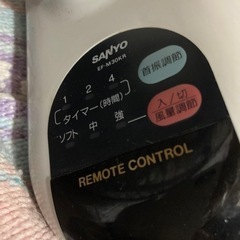 SANYO
EF-M30KR
首振調節
1 2 4
タイマー(時間)
入/切
風量調節
ソフト 中 強
REMOTE CONTROL